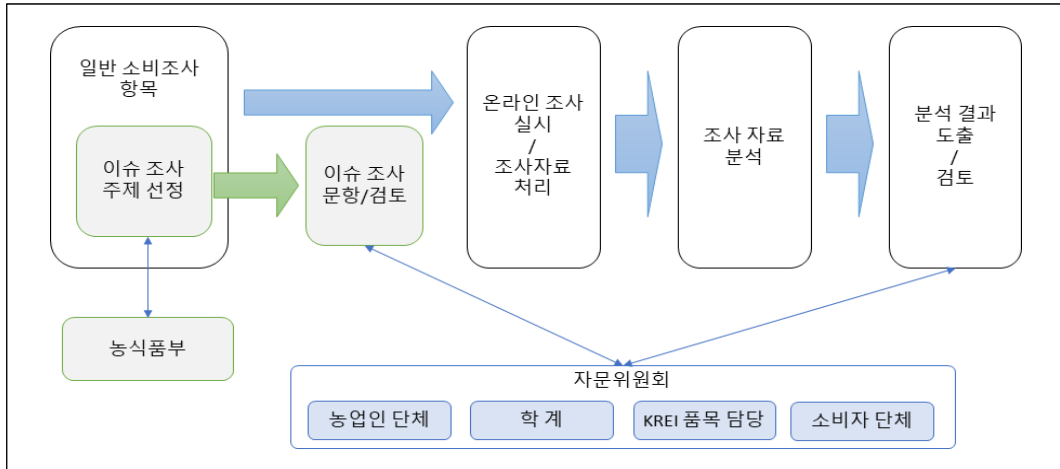 일반 소비조사
항목
이슈 조사
주제 선정
이슈 조사
문항/검토
온라인 조사
실시
/
조사자료
처리
조사 자료
분석
분석 결과
도출
/
검토
농식품부
자문위원회
농업인 단체
학 계
KREI 품목 담당
소비자 단체